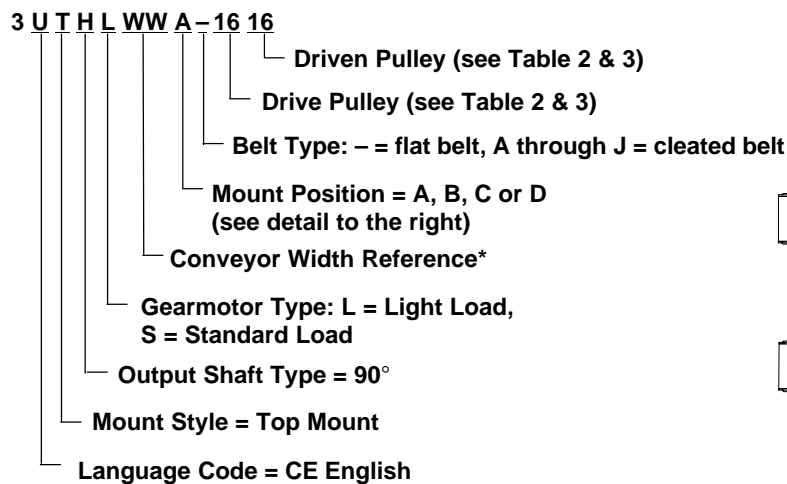 3 U T H L WW A – 16 16
Driven Pulley (see Table 2 & 3)
Drive Pulley (see Table 2 & 3)
Belt Type: – = flat belt, A through J = cleated belt
Mount Position = A, B, C or D
(see detail to the right)
Conveyor Width Reference*
Gearmotor Type: L = Light Load,
S = Standard Load
Output Shaft Type = 90°
Mount Style = Top Mount
Language Code = CE English